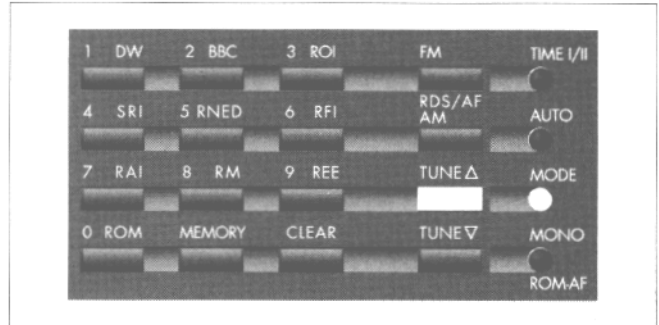 1 DW 2 BBC 3 ROI FM TIME I/II
4 SRI 5 RNED 6 RFI RDS/AF AM AUTO
7 RAI 8 RM 9 REE TUNE △ MODE
0 ROM MEMORY CLEAR TUNE ▽ MONO
ROM-AF